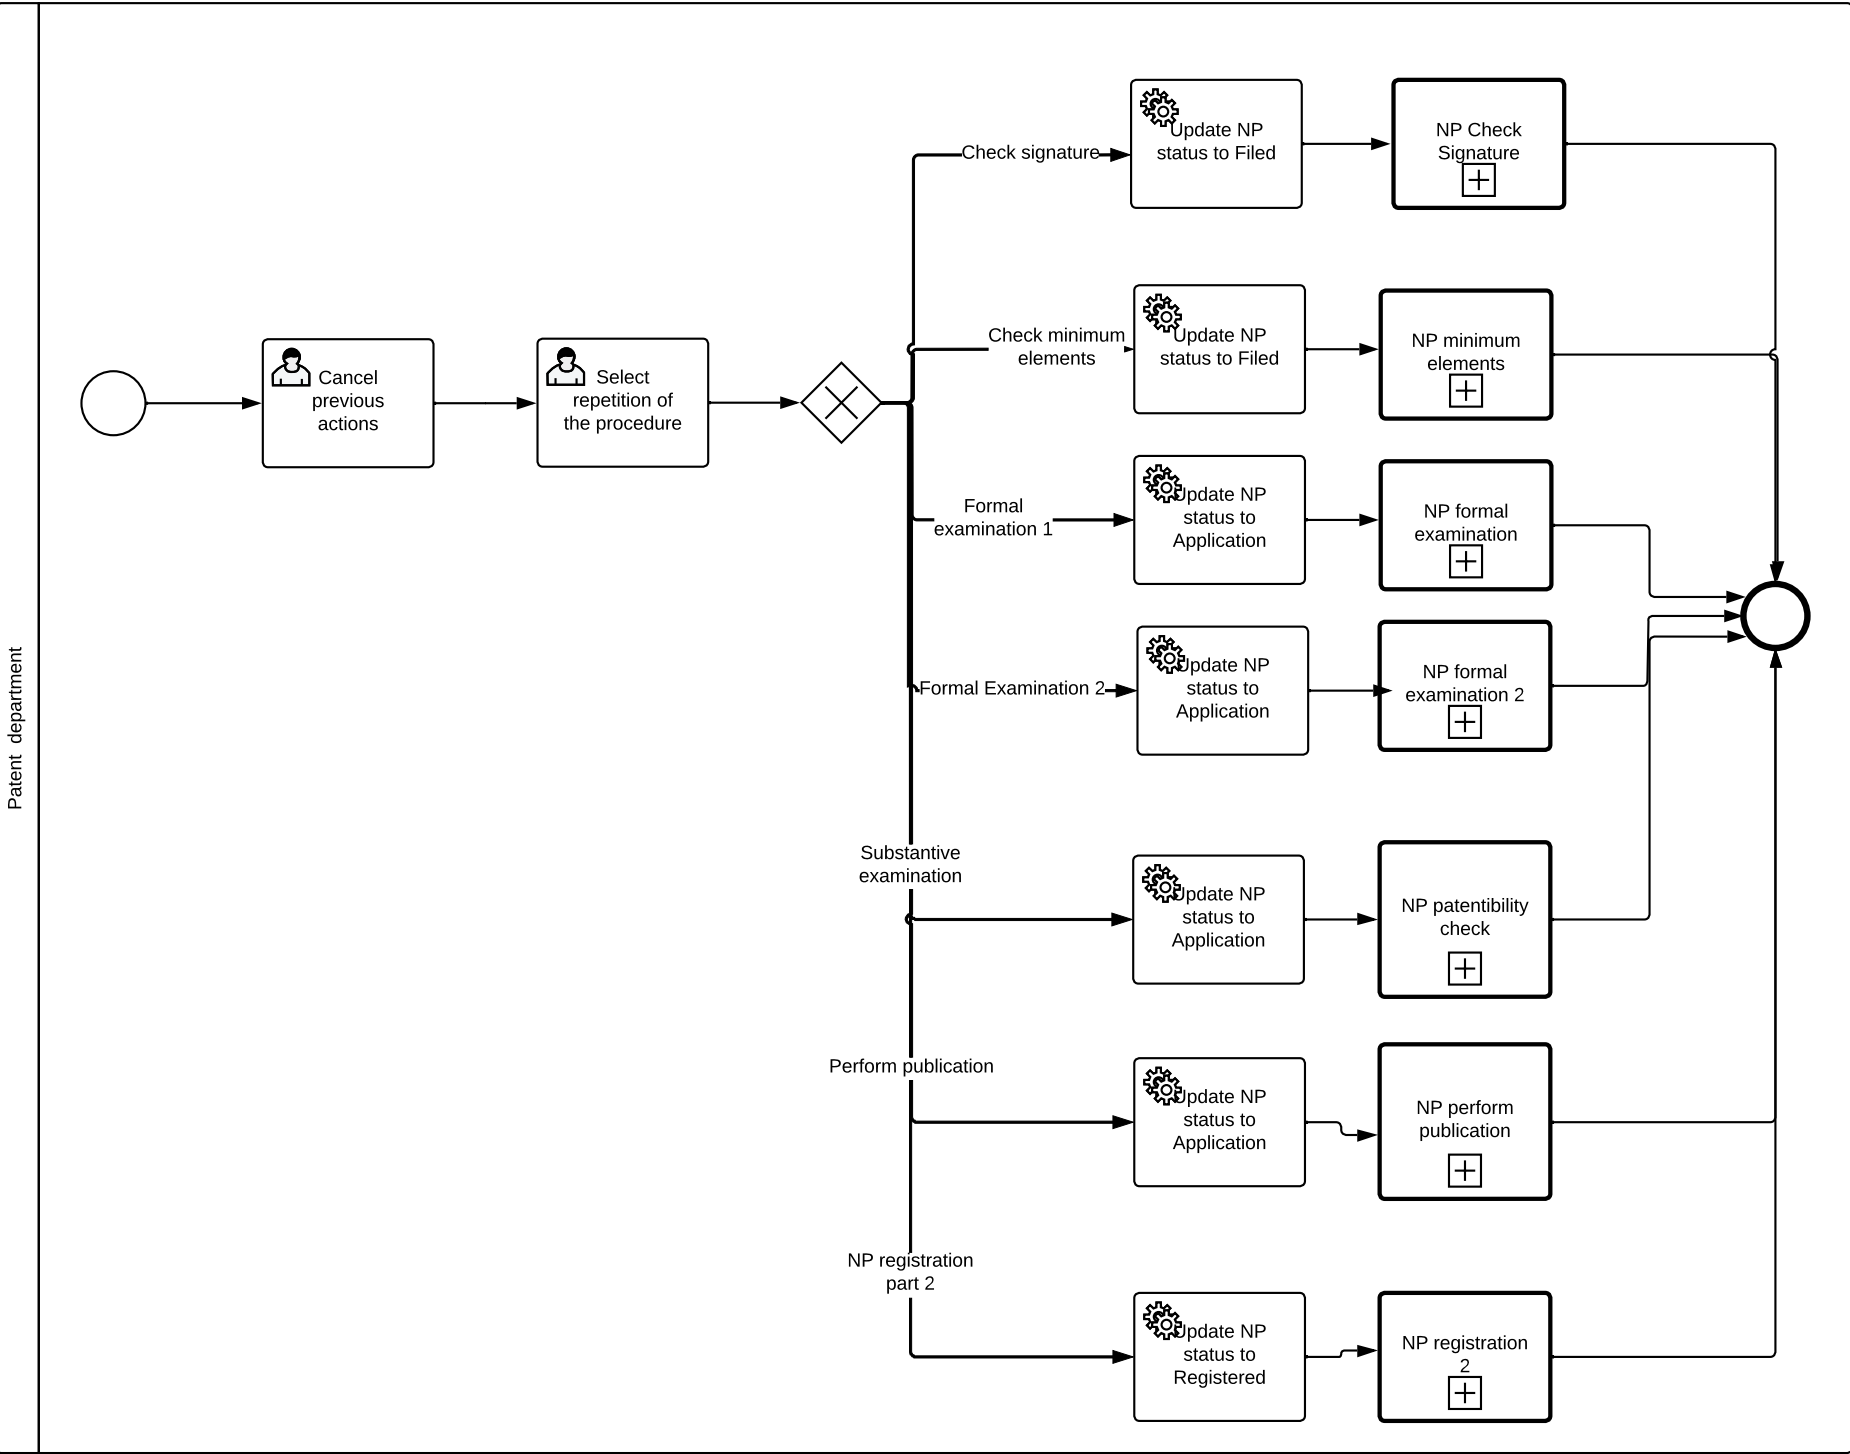 Patent department
Cancel
previous
actions
Select
repetition of
the procedure
Check signature
Update NP
status to Filed
NP Check
Signature
Check minimum
elements
Update NP
status to Filed
NP minimum
elements
Formal
examination 1
Update NP
status to
Application
NP formal
examination
Formal Examination 2
Update NP
status to
Application
NP formal
examination 2
Substantive
examination
Update NP
status to
Application
NP patentibility
check
Perform publication
Update NP
status to
Application
NP perform
publication
NP registration
part 2
Update NP
status to
Registered
NP registration
2